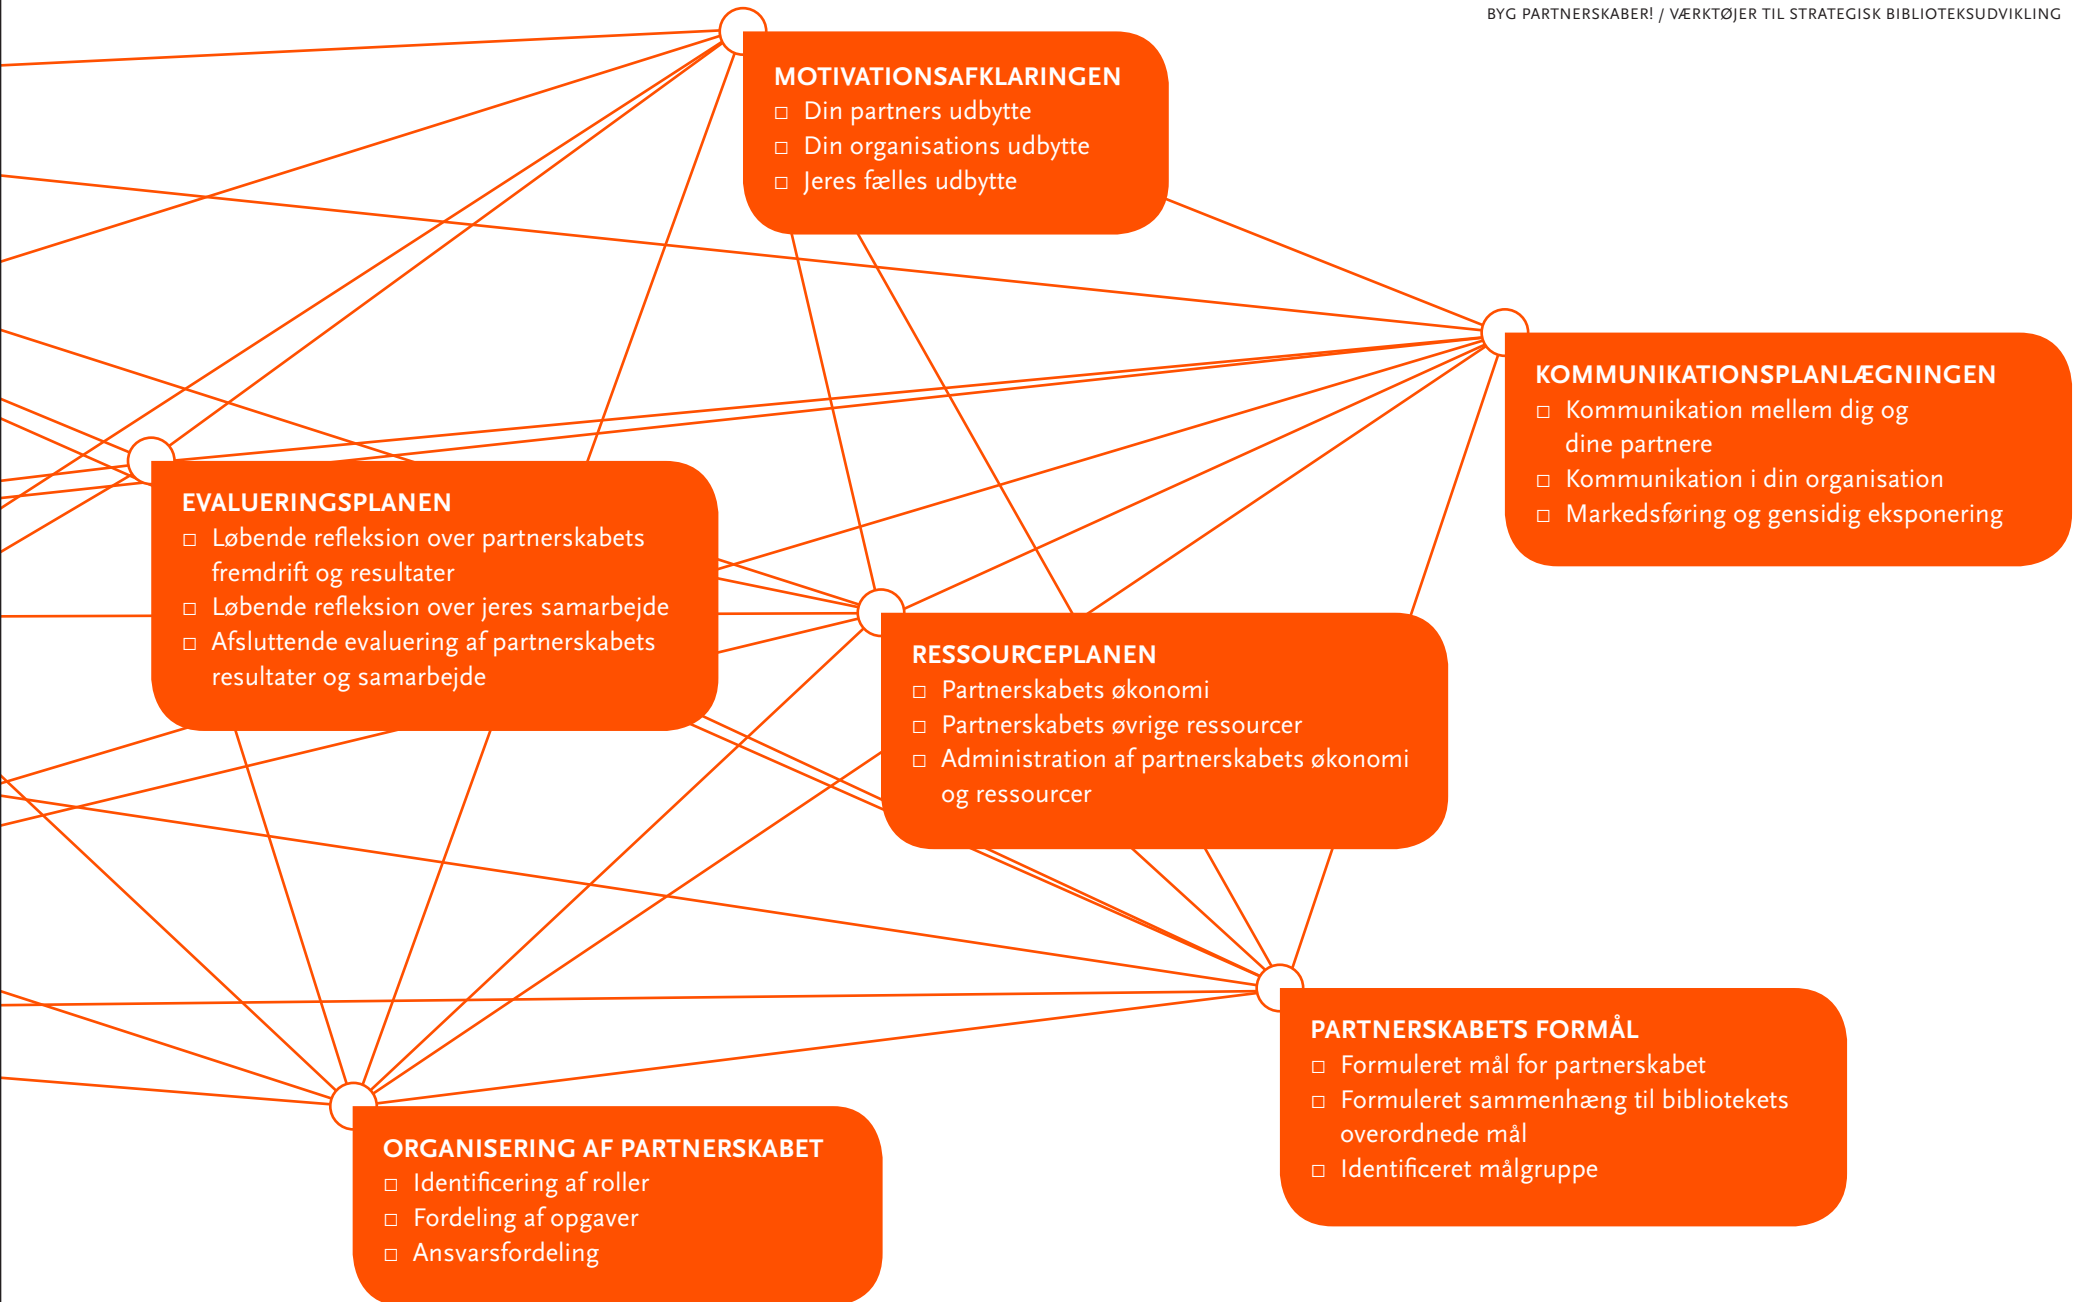 BYG PARTNERSKABER! / VÆRKTØJER TIL STRATEGISK BIBLIOTEKSUDVIKLING
MOTIVATIONSAFKLARINGEN
□ Din partners udbytte
□ Din organisations udbytte
□ Jeres fælles udbytte
KOMMUNIKATIONSPLANLÆGNINGEN
□ Kommunikation mellem dig og
dine partnere
□ Kommunikation i din organisation
□ Markedsføring og gensidig eksponering
EVALUERINGSPLANEN
□ Løbende refleksion over partnerskabets
fremdrift og resultater
□ Løbende refleksion over jeres samarbejde
□ Afsluttende evaluering af partnerskabets
resultater og samarbejde
RESSOURCEPLANEN
□ Partnerskabets økonomi
□ Partnerskabets øvrige ressourcer
□ Administration af partnerskabets økonomi
og ressourcer
PARTNERSKABETS FORMÅL
□ Formuleret mål for partnerskabet
□ Formuleret sammenhæng til bibliotekets
overordnede mål
□ Identificeret målgruppe
ORGANISERING AF PARTNERSKABET
□ Identificering af roller
□ Fordeling af opgaver
□ Ansvarsfordeling